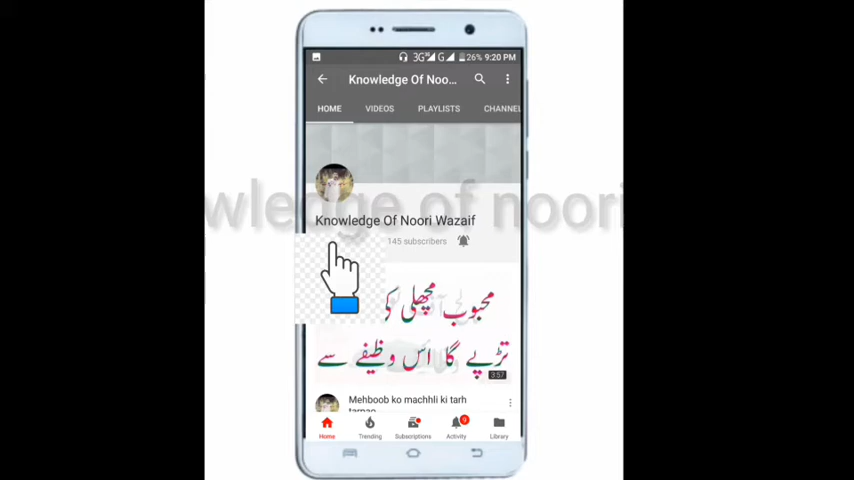 3G G 26% 9:20 PM
Knowledge Of Noo...
HOME VIDEOS PLAYLISTS CHANNEL
wledge of noori
Knowledge Of Noori Wazaif
145 subscribers
محبوب مچھلی کی
تڑپے گا اس وظیفے سے
3:57
Mehboob ko machhli ki tarh
tarpao
9
Home Trending Subscriptions Activity Library